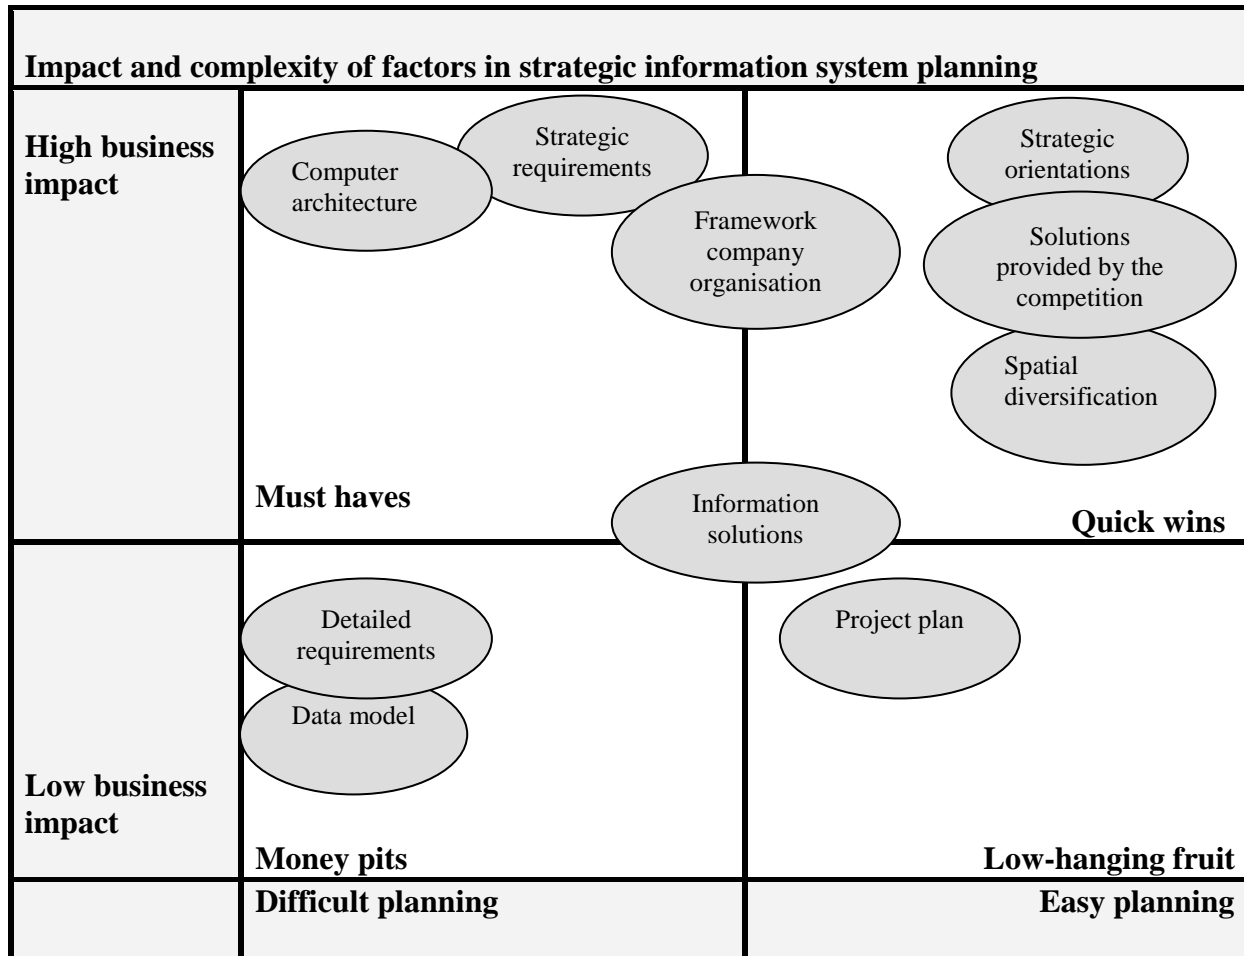 Impact and complexity of factors in strategic information system planning
High business
impact
Computer
architecture
Strategic
requirements
Framework
company
organisation
Strategic
orientations
Solutions
provided by the
competition
Spatial
diversification
Must haves
Information
solutions
Quick wins
Detailed
requirements
Data model
Project plan
Low business
impact
Money pits
Low-hanging fruit
Difficult planning
Easy planning